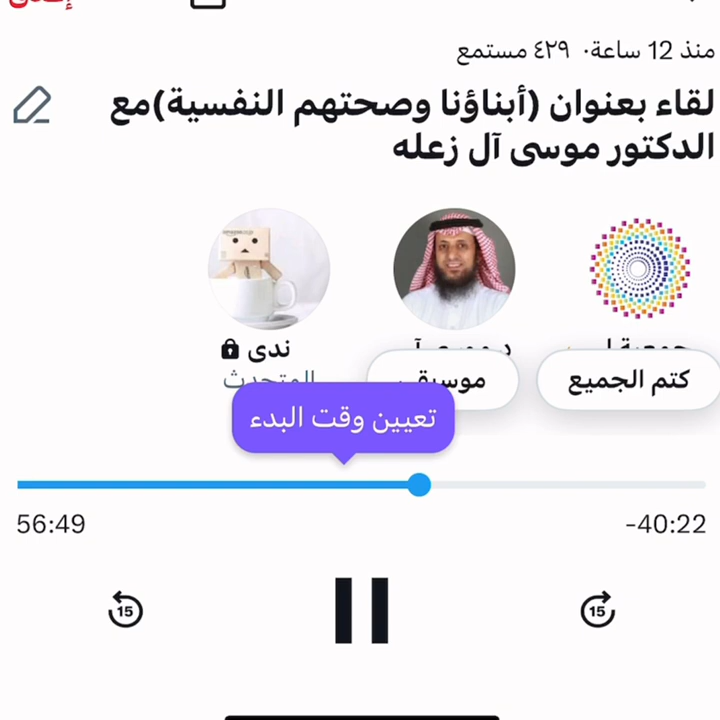 منذ 12 ساعة · ٤٢٩ مستمع
لقاء بعنوان (أبناؤنا وصحتهم النفسية)مع
الدكتور موسى آل زعله
ندى
المتحدث
كتم الجميع
تعيين وقت البدء
56:49
-40:22
15
15